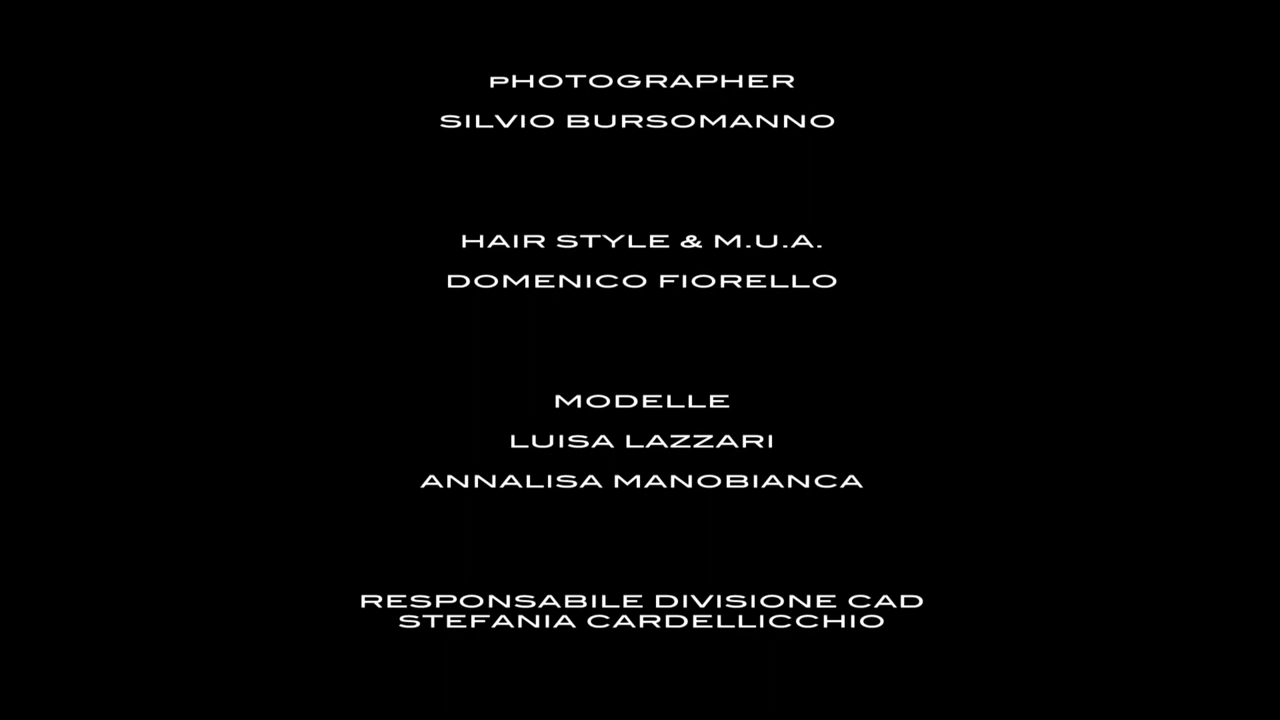 PHOTOGRAPHER
SILVIO BURSOMANNO
HAIR STYLE & M.U.A.
DOMENICO FIORELLO
MODELLE
LUISA LAZZARI
ANNALISA MANOBIANCA
RESPONSABILE DIVISIONE CAD
STEFANIA CARDELLICCHIO